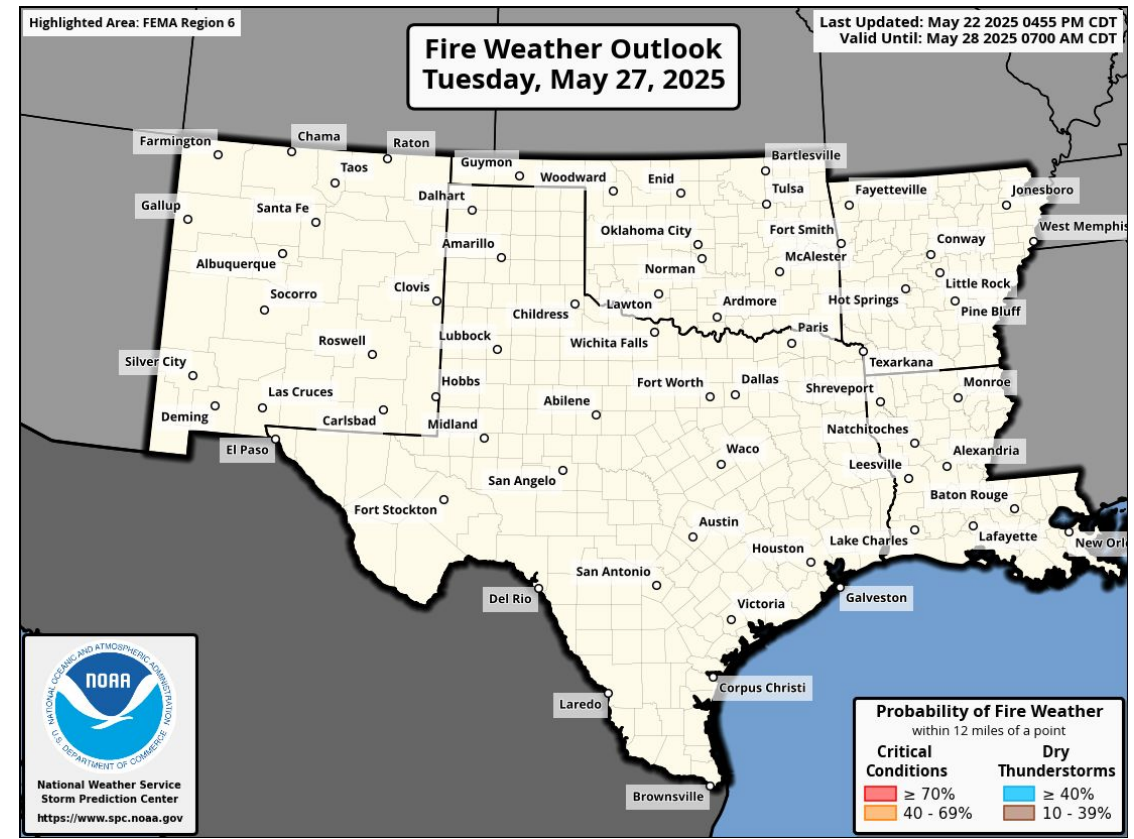 Highlighted Area: FEMA Region 6
Fire Weather Outlook
Tuesday, May 27, 2025
Last Updated: May 22 2025 0455 PM CDT
Valid Until: May 28 2025 0700 AM CDT
Farmington
Chama
Raton
Taos
Guymon
Woodward
Enid
Bartlesville
Tulsa
Fayetteville
Jonesboro
Gallup
Santa Fe
Dalhart
Oklahoma City
Fort Smith
West Memphis
Albuquerque
Amarillo
Norman
McAlester
Conway
Socorro
Clovis
Childress
Lawton
Ardmore
Hot Springs
Little Rock
Pine Bluff
Roswell
Lubbock
Wichita Falls
Paris
Texarkana
Silver City
Las Cruces
Hobbs
Fort Worth
Dallas
Shreveport
Monroe
Deming
Carlsbad
Midland
Abilene
Natchitoches
El Paso
San Angelo
Waco
Leesville
Alexandria
Fort Stockton
Baton Rouge
Austin
Houston
Lake Charles
Lafayette
New Orl
Del Rio
San Antonio
Victoria
Galveston
Laredo
Corpus Christi
Brownsville
NATIONAL OCEANIC AND ATMOSPHERIC ADMINISTRATION
NOAA
U.S. DEPARTMENT OF COMMERCE
National Weather Service
Storm Prediction Center
https://www.spc.noaa.gov
Probability of Fire Weather
within 12 miles of a point
Critical Conditions
≥ 70%
40 - 69%
Dry Thunderstorms
≥ 40%
10 - 39%